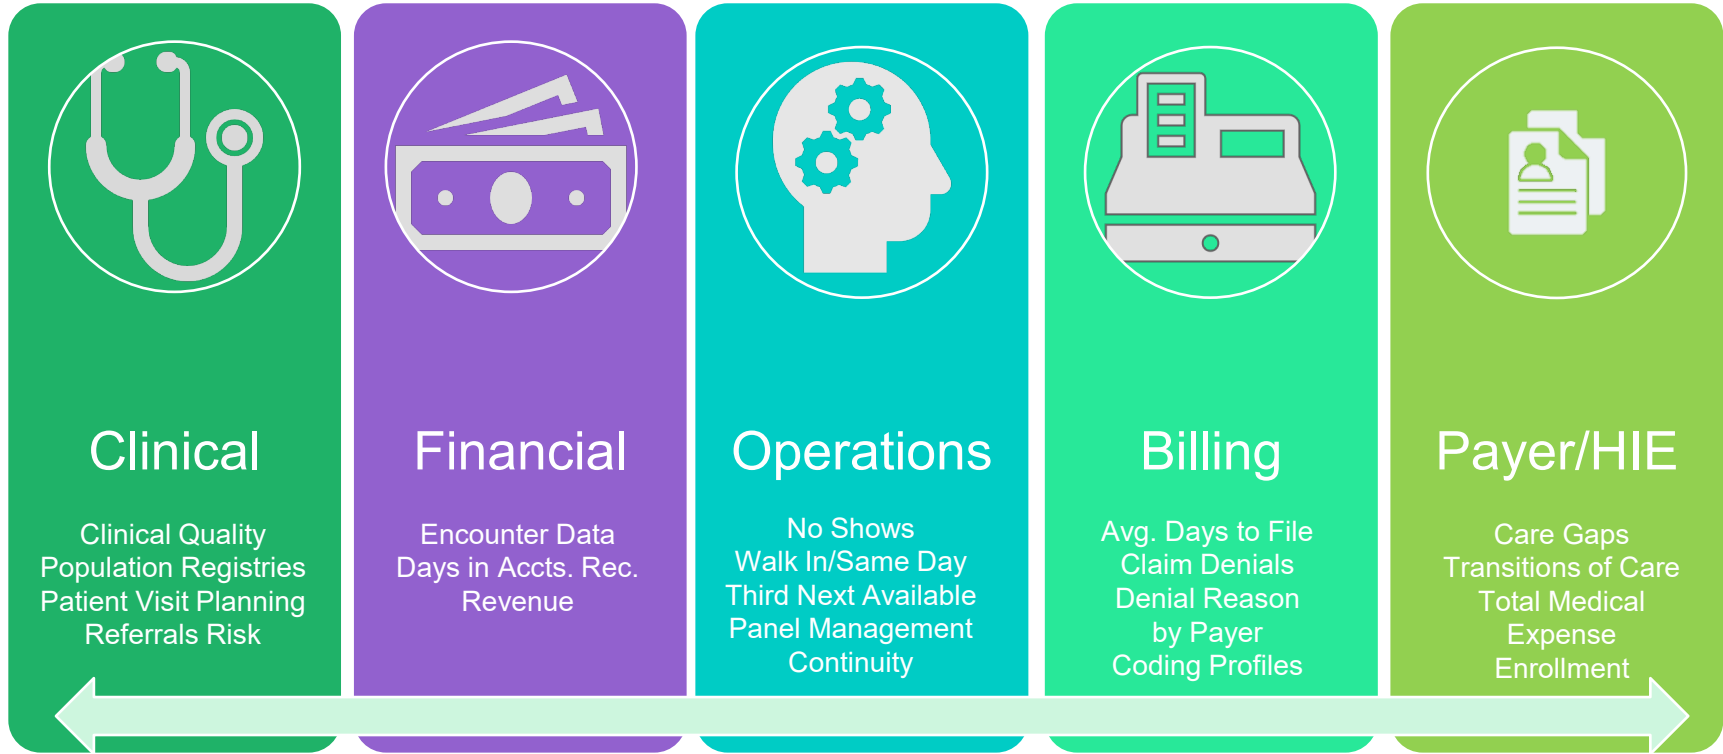 Clinical
Clinical Quality
Population Registries
Patient Visit Planning
Referrals Risk
Financial
Encounter Data
Days in Accts. Rec.
Revenue
Operations
No Shows
Walk In/Same Day
Third Next Available
Panel Management
Continuity
Billing
Avg. Days to File
Claim Denials
Denial Reason
by Payer
Coding Profiles
Payer/HIE
Care Gaps
Transitions of Care
Total Medical
Expense
Enrollment